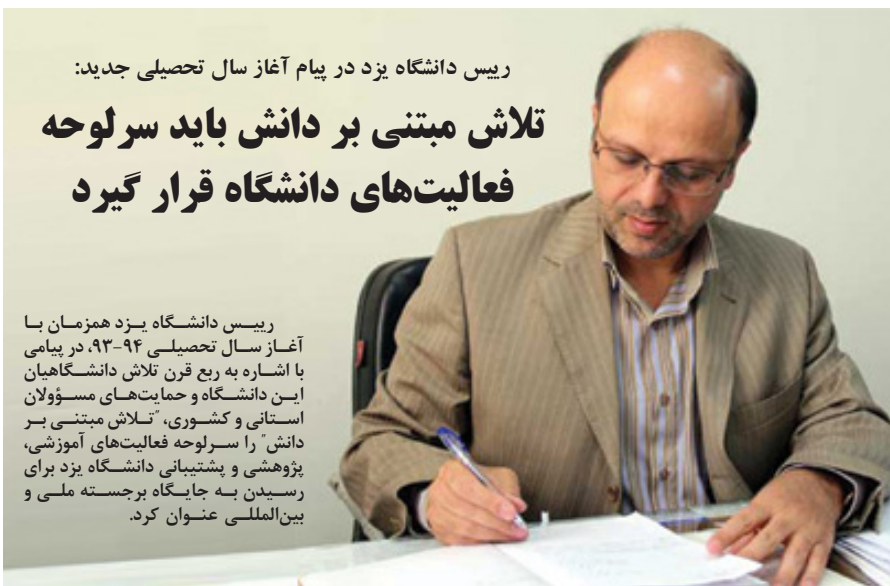 رییس دانشگاه یزد در پیام آغاز سال تحصیلی جدید:
تلاش مبتنی بر دانش باید سرلوحه
فعالیت‌های دانشگاه قرار گیرد
رییس دانشگاه یزد همزمان با
آغاز سال تحصیلی ۹۴-۹۳، در پیامی
با اشاره به ربع قرن تلاش دانشگاهیان
این دانشگاه و حمایت‌های مسؤولان
استانی و کشوری، "تلاش مبتنی بر
دانش" را سرلوحه فعالیت‌های آموزشی،
پژوهشی و پشتیبانی دانشگاه یزد برای
رسیدن به جایگاه برجسته ملی و
بین‌المللی عنوان کرد.